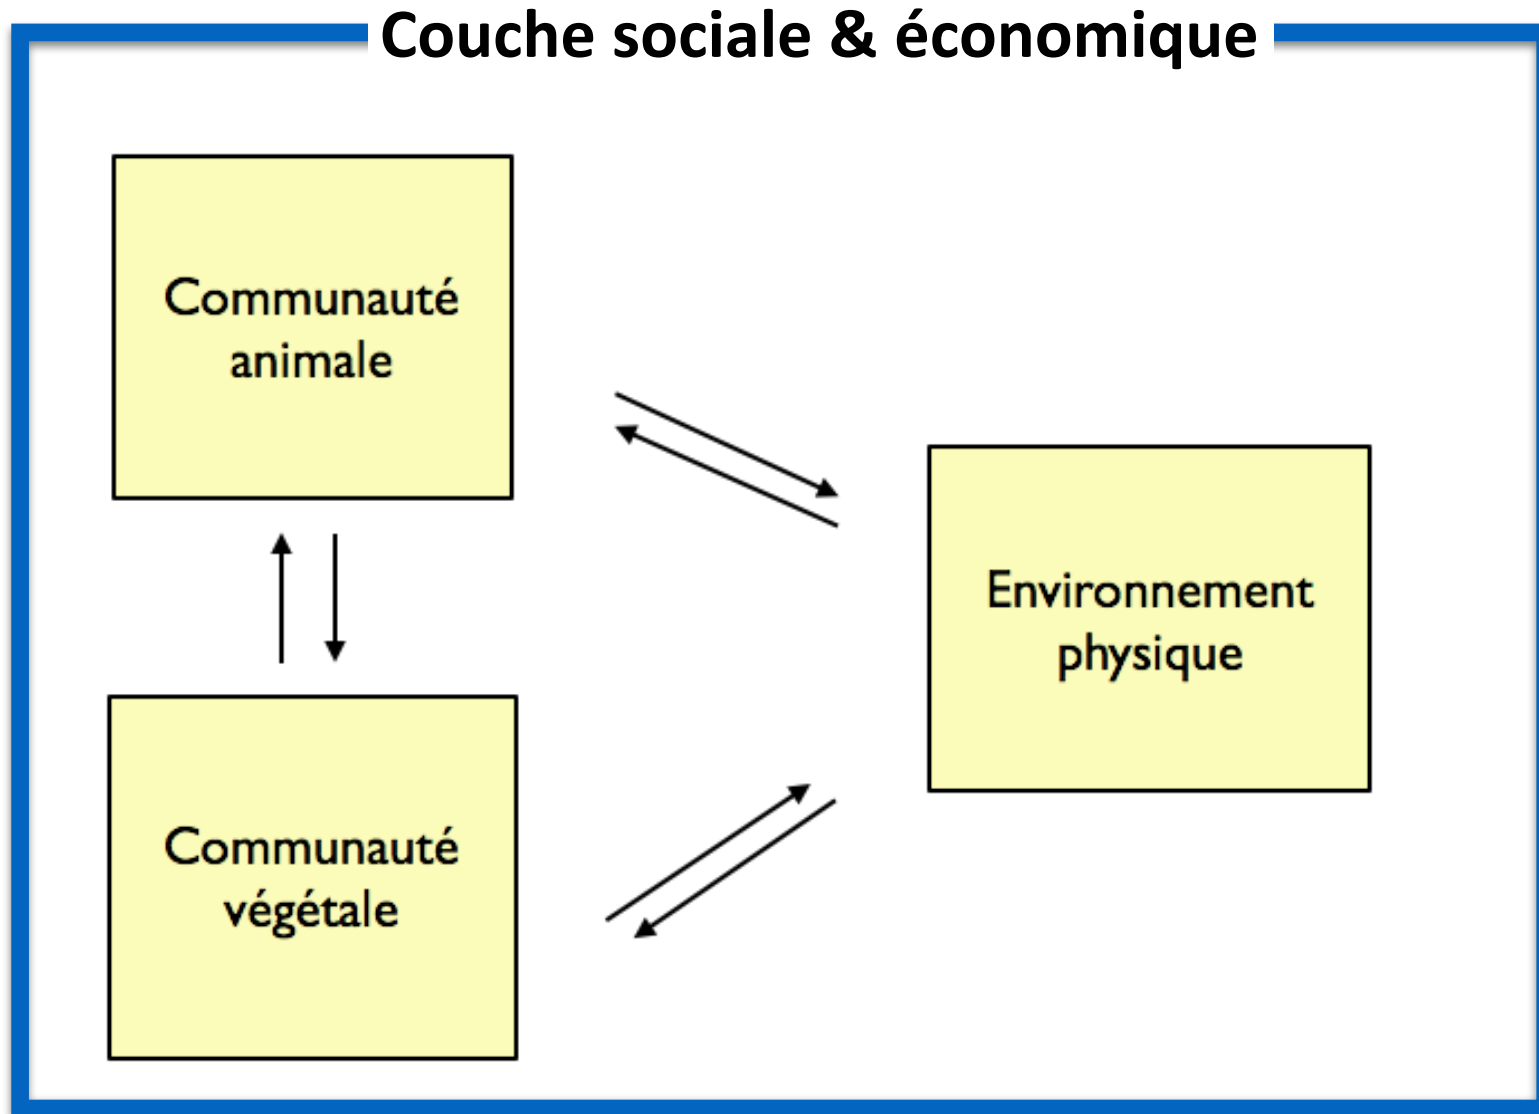 Couche sociale & économique
Communauté
animale
Environnement
physique
Communauté
végétale